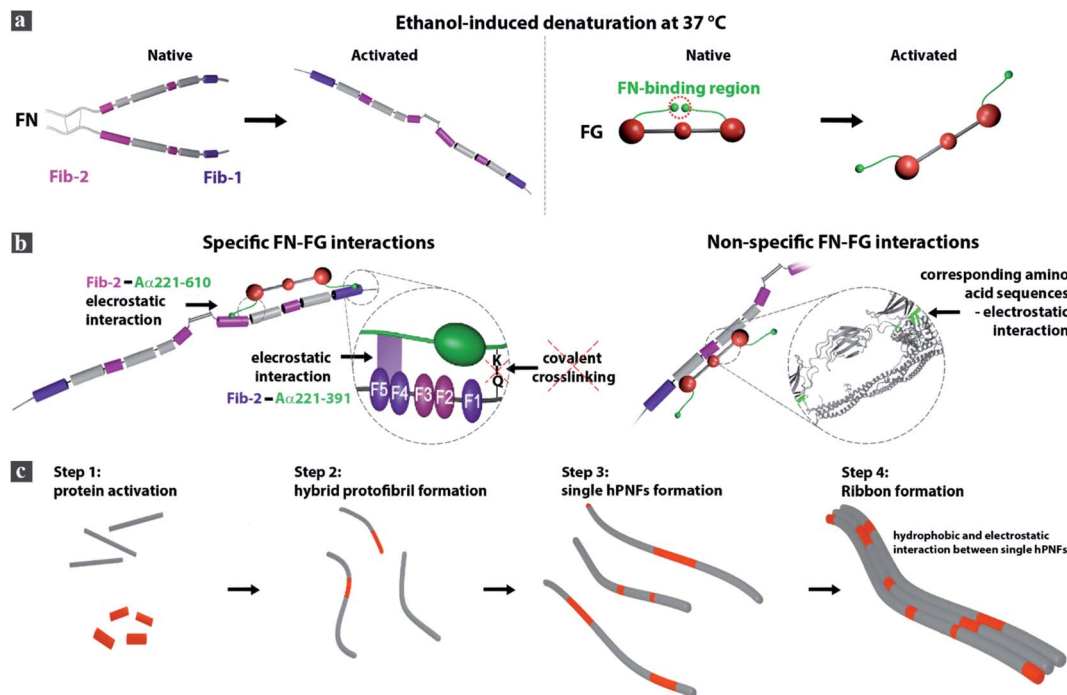 a
Ethanol-induced denaturation at 37 °C
Native
Activated
FN
Fib-2
Fib-1
Native
Activated
FN-binding region
FG
b
Specific FN-FG interactions
Fib-2 – Aα221-610
elecrostatic
interaction
elecrostatic
interaction
Fib-2 – Aα221-391
F5 F4 F3 F2 F1
K
Q
covalent
crosslinking
Non-specific FN-FG interactions
corresponding amino
acid sequences
- electrostatic
interaction
c
Step 1:
protein activation
Step 2:
hybrid protofibril formation
Step 3:
single hPNFs formation
Step 4:
Ribbon formation
hydrophobic and electrostatic
interaction between single hPNFs